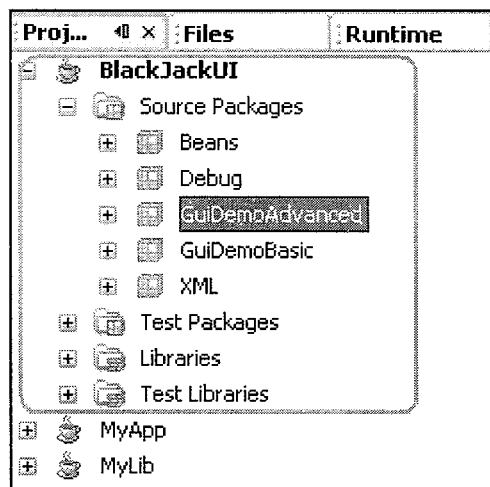 Proj... Files Runtime
BlackJackUI
Source Packages
Beans
Debug
GuiDemoAdvanced
GuiDemoBasic
XML
Test Packages
Libraries
Test Libraries
MyApp
MyLib